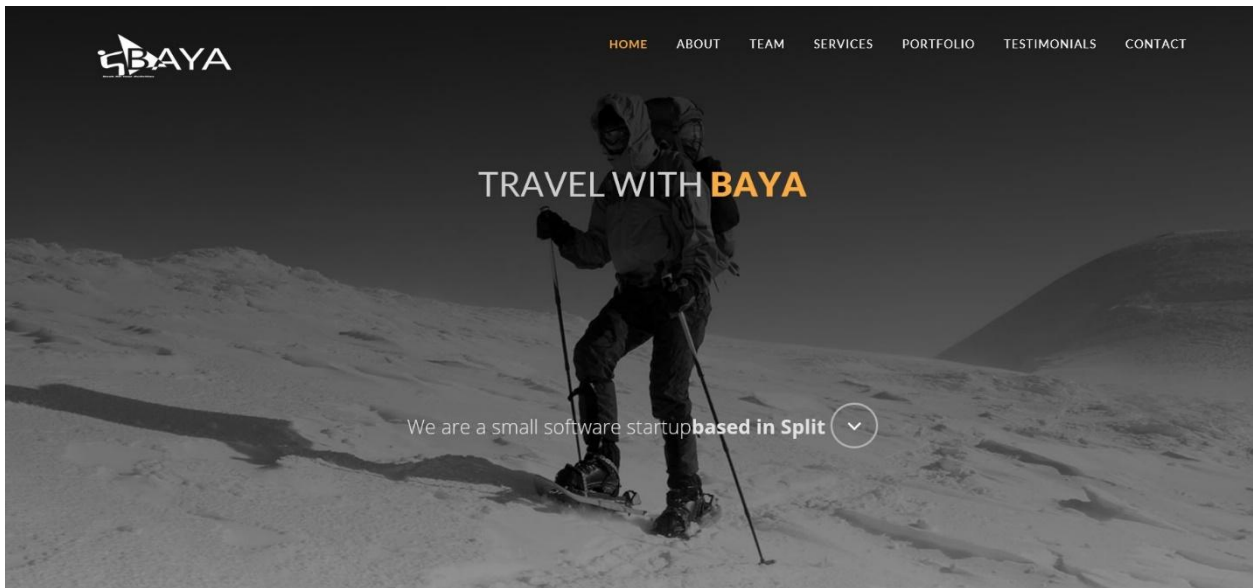 BAYA
HOME ABOUT TEAM SERVICES PORTFOLIO TESTIMONIALS CONTACT
TRAVEL WITH BAYA
We are a small software startupbased in Split